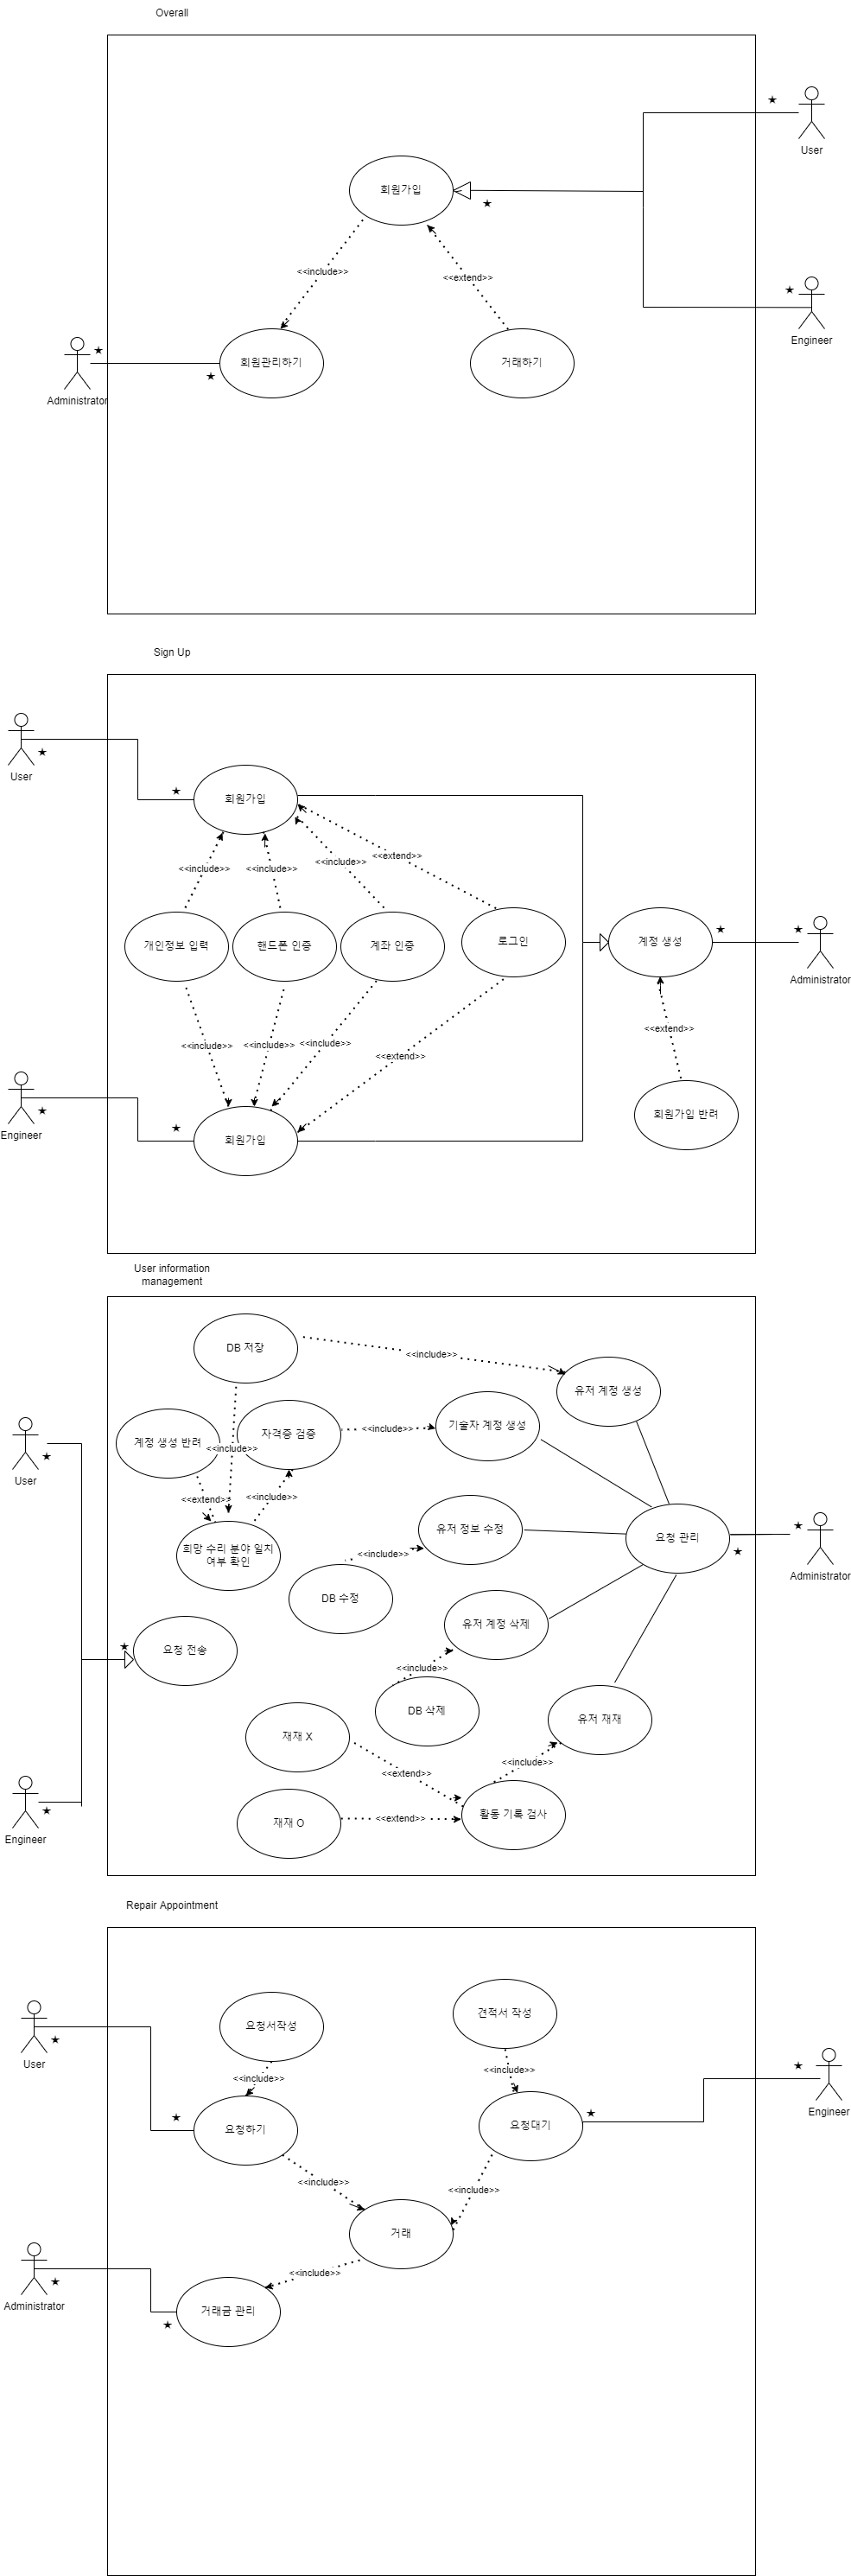 Overall
User
회원가입
<<include>>
<<extend>>
Engineer
회원관리하기
거래하기
Administrator
Sign Up
User
회원가입
<<include>>
<<include>>
<<include>>
<<extend>>
개인정보 입력
핸드폰 인증
계좌 인증
로그인
계정 생성
Administrator
<<include>>
<<include>>
<<include>>
<<extend>>
<<extend>>
Engineer
회원가입
회원가입 반려
User information
management
DB 저장
<<include>>
유저 계정 생성
User
계정 생성 반려
<<include>>
자격증 검증
<<include>>
기술자 계정 생성
<<extend>>
<<include>>
희망 수리 분야 일치
여부 확인
<<include>>
유저 정보 수정
요청 관리
Administrator
DB 수정
요청 전송
유저 계정 삭제
<<include>>
DB 삭제
유저 재재
재재 X
<<include>>
<<extend>>
재재 O
<<extend>>
활동 기록 검사
Engineer
Repair Appointment
User
요청서작성
견적서 작성
<<include>>
<<include>>
Engineer
요청하기
요청대기
<<include>>
<<include>>
거래
<<include>>
Administrator
거래금 관리